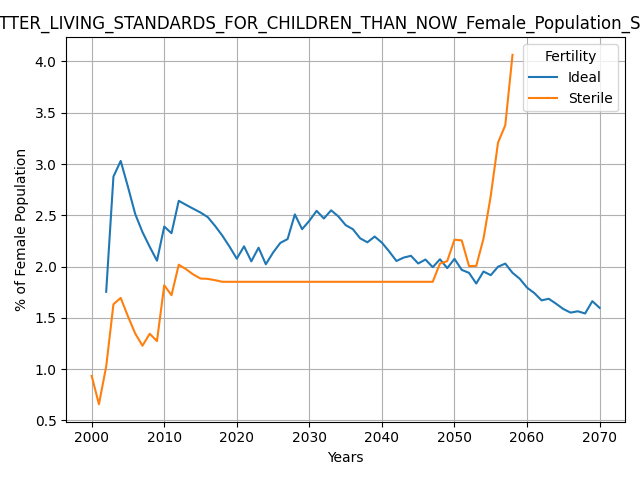 TTER_LIVING_STANDARDS_FOR_CHILDREN_THAN_NOW_Female_Population_S
4.0
3.5
3.0
2.5
2.0
1.5
1.0
0.5
% of Female Population
Fertility
Ideal
Sterile
2000 2010 2020 2030 2040 2050 2060 2070
Years